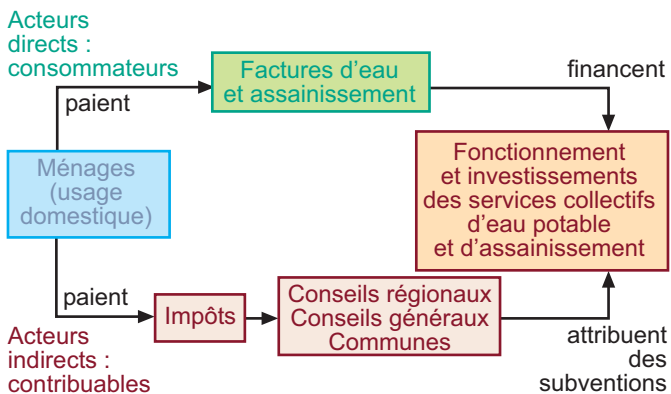 Acteurs
directs :
consommateurs
paient
Factures d'eau
et assainissement
financent
Ménages
(usage
domestique)
Fonctionnement
et investissements
des services collectifs
d'eau potable
et d'assainissement
paient
Impôts
Conseils régionaux
Conseils généraux
Communes
Acteurs
indirects :
contribuables
attribuent
des
subventions